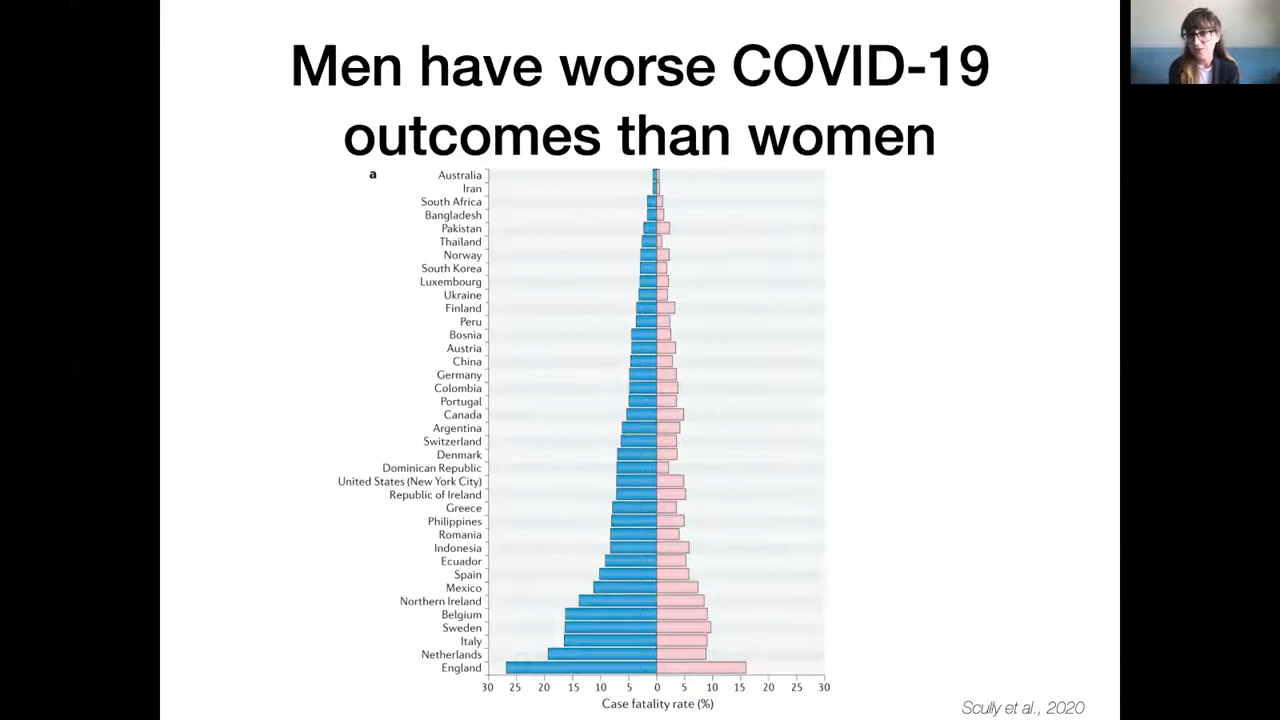 Men have worse COVID-19
outcomes than women
a
Australia
Iran
South Africa
Bangladesh
Pakistan
Thailand
Norway
South Korea
Luxembourg
Ukraine
Finland
Peru
Bosnia
Austria
China
Germany
Colombia
Portugal
Canada
Argentina
Switzerland
Denmark
Dominican Republic
United States (New York City)
Republic of Ireland
Greece
Philippines
Romania
Indonesia
Ecuador
Spain
Mexico
Northern Ireland
Belgium
Sweden
Italy
Netherlands
England
30 25 20 15 10 5 0 5 10 15 20 25 30
Case fatality rate (%)
Scully et al., 2020